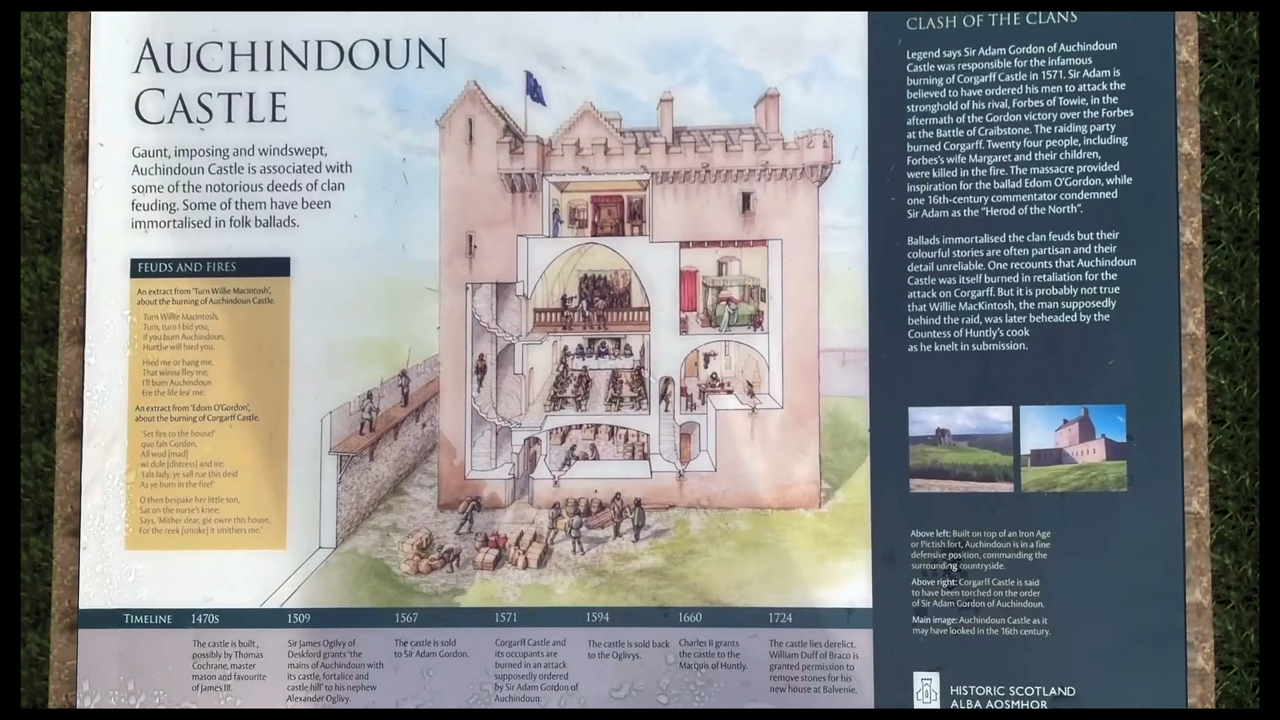 AUCHINDOUN
CASTLE
Gaunt, imposing and windswept,
Auchindoun Castle is associated with
some of the notorious deeds of clan
feuding. Some of them have been
immortalised in folk ballads.
FEUDS AND FIRES
An extract from 'Turn Willie Macintosh',
about the burning of Auchindoun Castle.
Turn Willie Macintosh,
Turn, turn I bid you;
If you burn Auchindoun,
Huntlie will hied you.
Hied me or hang me,
That winna fley me;
I'll burn Auchindoun
Ere the life lea' me.
An extract from 'Edom O'Gordon',
about the burning of Corgarff Castle.
'Set fire to the house!'
quo fals Gordon,
All wud [mad]
wi dule [distress] and ire:
'Fals lady, ye sall rue this deid
As ye burn in the fire!'
O then bespake her little son,
Sat on the nurse's knee;
Says, 'Mither dear, gie owre this house,
For the reek [smoke] it smithers me.'
CLASH OF THE CLANS
Legend says Sir Adam Gordon of Auchindoun
Castle was responsible for the infamous
burning of Corgarff Castle in 1571. Sir Adam is
believed to have ordered his men to attack the
stronghold of his rival, Forbes of Towie, in the
aftermath of the Gordon victory over the Forbes
at the Battle of Craibstone. The raiding party
burned Corgarff. Twenty four people, including
Forbes's wife Margaret and their children,
were killed in the fire. The massacre provided
inspiration for the ballad Edom O'Gordon, while
one 16th-century commentator condemned
Sir Adam as the "Herod of the North".
Ballads immortalised the clan feuds but their
colourful stories are often partisan and their
detail unreliable. One recounts that Auchindoun
Castle was itself burned in retaliation for the
attack on Corgarff. But it is probably not true
that Willie MacKintosh, the man supposedly
behind the raid, was later beheaded by the
Countess of Huntly's cook
as he knelt in submission.
Above left: Built on top of an Iron Age
or Pictish fort, Auchindoun is in a fine
defensive position, commanding the
surrounding countryside.
Above right: Corgarff Castle is said
to have been torched on the order
of Sir Adam Gordon of Auchindoun.
Main image: Auchindoun Castle as it
may have looked in the 16th century.
HISTORIC SCOTLAND
ALBA AOSMHOR
TIMELINE
1470s
The castle is built,
possibly by Thomas
Cochrane, master
mason and favourite
of James III.
1509
Sir James Ogilvy of
Deskford grants 'the
mains of Auchindoun with
its castle, fortalice and
castle hill' to his nephew
Alexander Oglivy.
1567
The castle is sold
to Sir Adam Gordon.
1571
Corgarff Castle and
its occupants are
burned in an attack
supposedly ordered
by Sir Adam Gordon of
Auchindoun.
1594
The castle is sold back
to the Oglivys.
1660
Charles II grants
the castle to the
Marquis of Huntly.
1724
The castle lies derelict.
William Duff of Braco is
granted permission to
remove stones for his
new house at Balvenie.